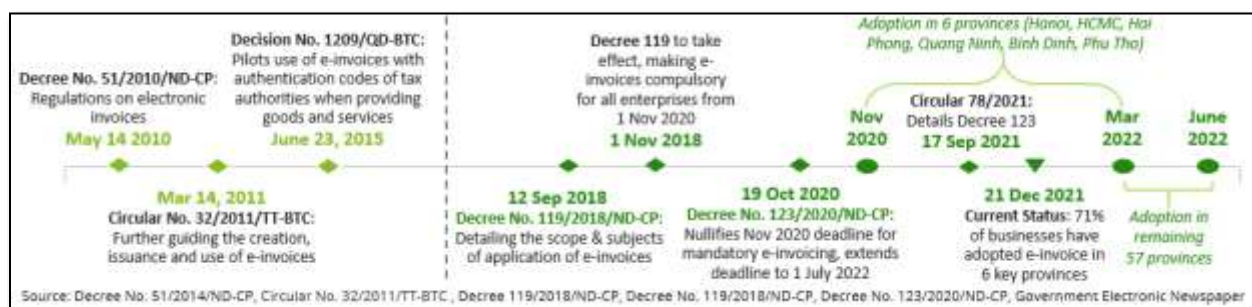 Decree No. 51/2010/ND-CP:
Regulations on electronic
invoices
May 14 2010
Decision No. 1209/QD-BTC:
Pilots use of e-invoices with
authentication codes of tax
authorities when providing
goods and services
June 23, 2015
Mar 14, 2011
Circular No. 32/2011/TT-BTC:
Further guiding the creation,
issuance and use of e-invoices
Decree 119 to take
effect, making e-
invoices compulsory
for all enterprises from
1 Nov 2020
1 Nov 2018
12 Sep 2018
Decree No. 119/2018/ND-CP:
Detailing the scope & subjects
of application of e-invoices
19 Oct 2020
Decree No. 123/2020/ND-CP:
Nullifies Nov 2020 deadline for
mandatory e-invoicing, extends
deadline to 1 July 2022
Adoption in 6 provinces (Hanoi, HCMC, Hai
Phong, Quang Ninh, Binh Dinh, Phu Tho)
Nov
2020
Circular 78/2021:
Details Decree 123
17 Sep 2021
Mar
2022
June
2022
21 Dec 2021
Current Status: 71%
of businesses have
adopted e-invoice in
6 key provinces
Adoption in
remaining
57 provinces
Source: Decree No. 51/2014/ND-CP, Circular No. 32/2011/TT-BTC , Decree 119/2018/ND-CP, Decree No. 119/2018/ND-CP, Decree No. 123/2020/ND-CP, Government Electronic Newspaper